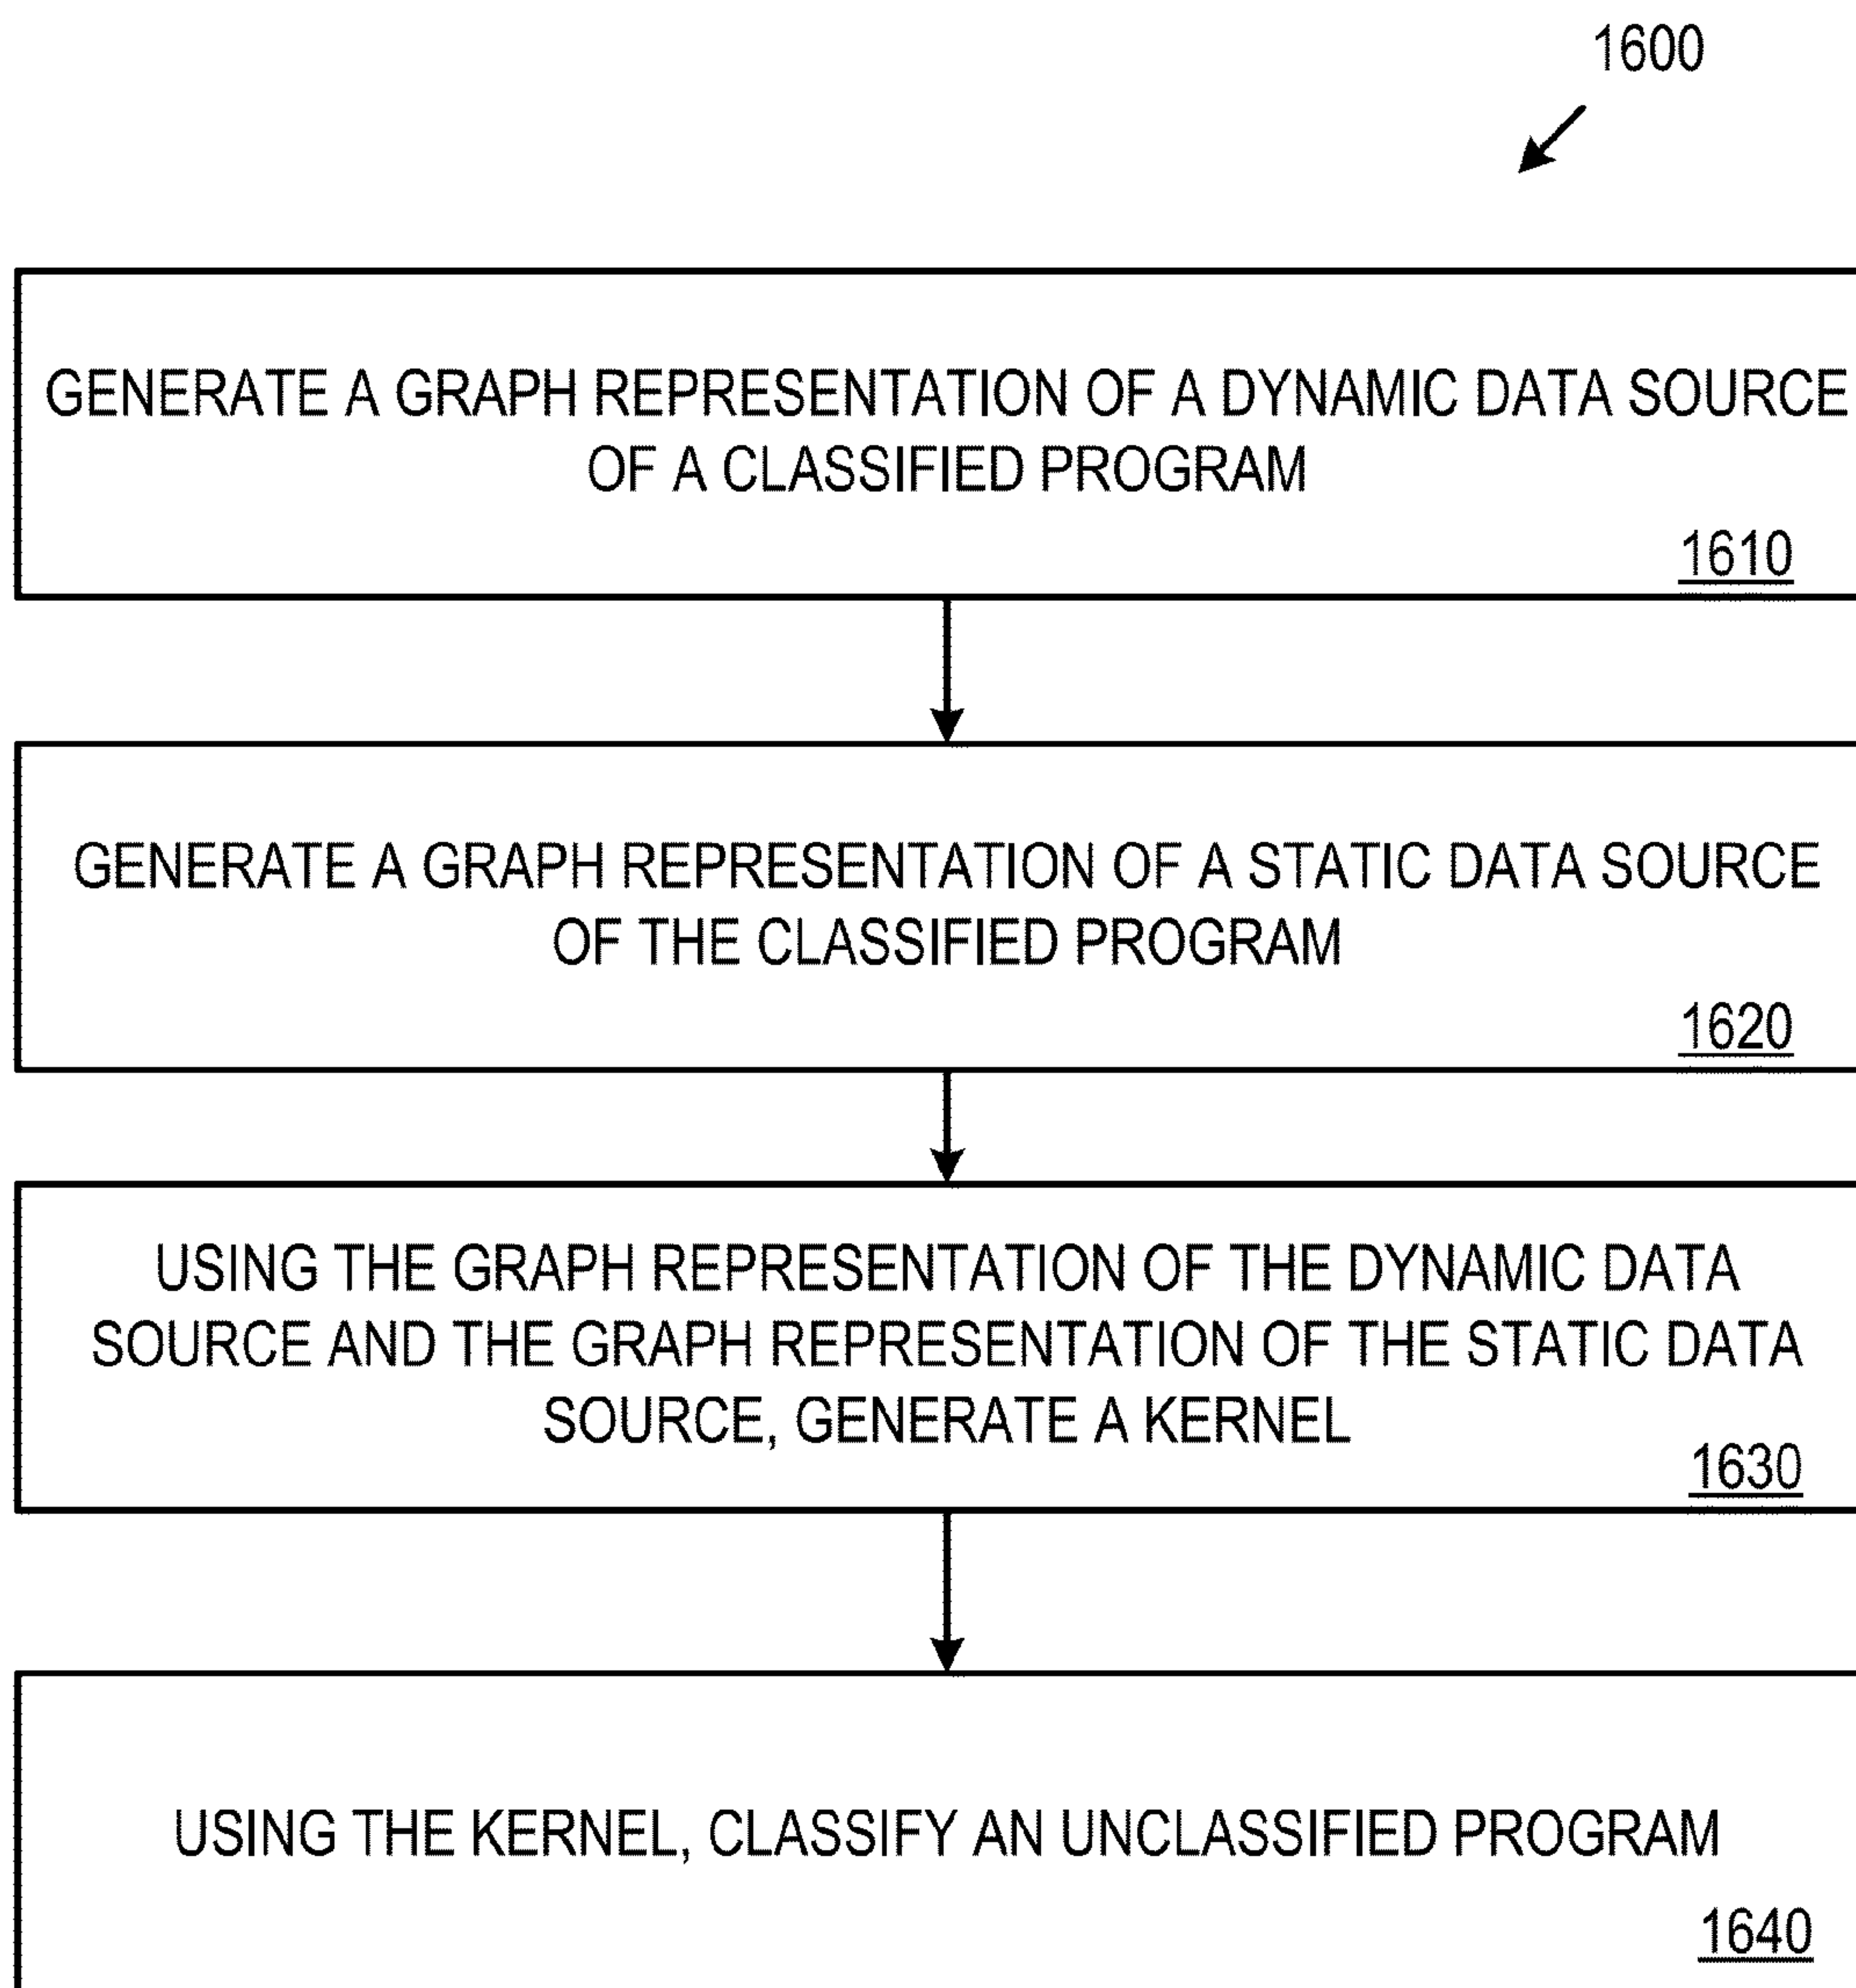 1600
GENERATE A GRAPH REPRESENTATION OF A DYNAMIC DATA SOURCE
OF A CLASSIFIED PROGRAM
1610
GENERATE A GRAPH REPRESENTATION OF A STATIC DATA SOURCE
OF THE CLASSIFIED PROGRAM
1620
USING THE GRAPH REPRESENTATION OF THE DYNAMIC DATA
SOURCE AND THE GRAPH REPRESENTATION OF THE STATIC DATA
SOURCE, GENERATE A KERNEL
1630
USING THE KERNEL, CLASSIFY AN UNCLASSIFIED PROGRAM
1640